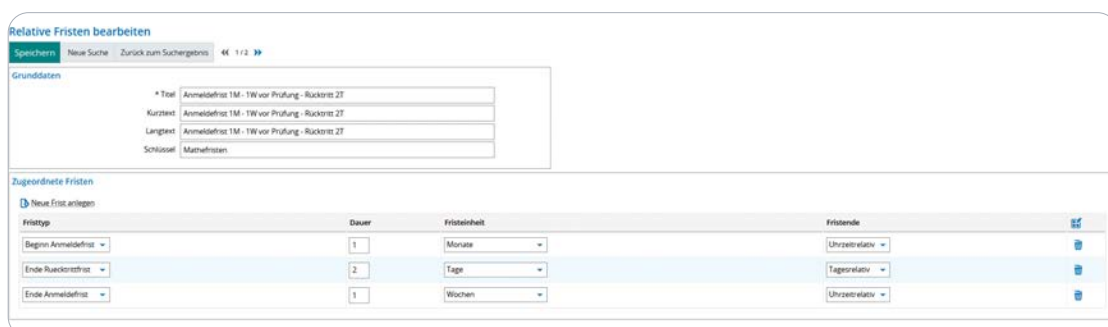 Relative Fristen bearbeiten
Speichern Neue Suche Zurück zum Suchergebnis 1/2
Grunddaten
* Titel Anmeldefrist 1M - 1W vor Prüfung - Rücktritt 2T
Kurztext Anmeldefrist 1M - 1W vor Prüfung - Rücktritt 2T
Langtext Anmeldefrist 1M - 1W vor Prüfung - Rücktritt 2T
Schlüssel Mathefristen
Zugeordnete Fristen
Neue Frist anlegen
Fristtyp Dauer Fristeinheit Fristende
Beginn Anmeldefrist 1 Monate Uhrzeitrelativ
Ende Ruecktrittfrist 2 Tage Tagesrelativ
Ende Anmeldefrist 1 Wochen Uhrzeitrelativ